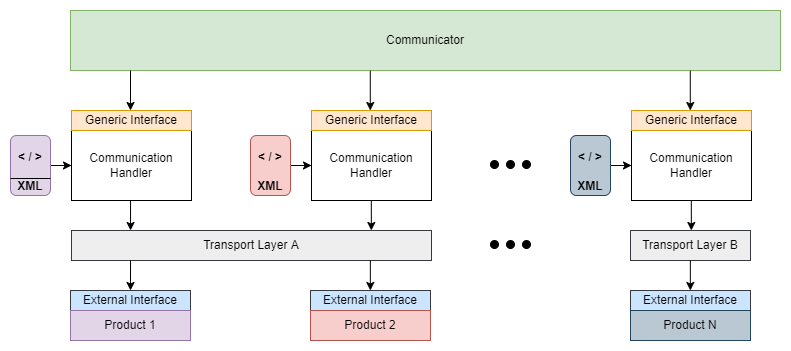 Communicator
Generic Interface
Generic Interface
Generic Interface
< / >
XML
Communication
Handler
< / >
XML
Communication
Handler
< / >
XML
Communication
Handler
Transport Layer A
Transport Layer B
External Interface
External Interface
External Interface
Product 1
Product 2
Product N